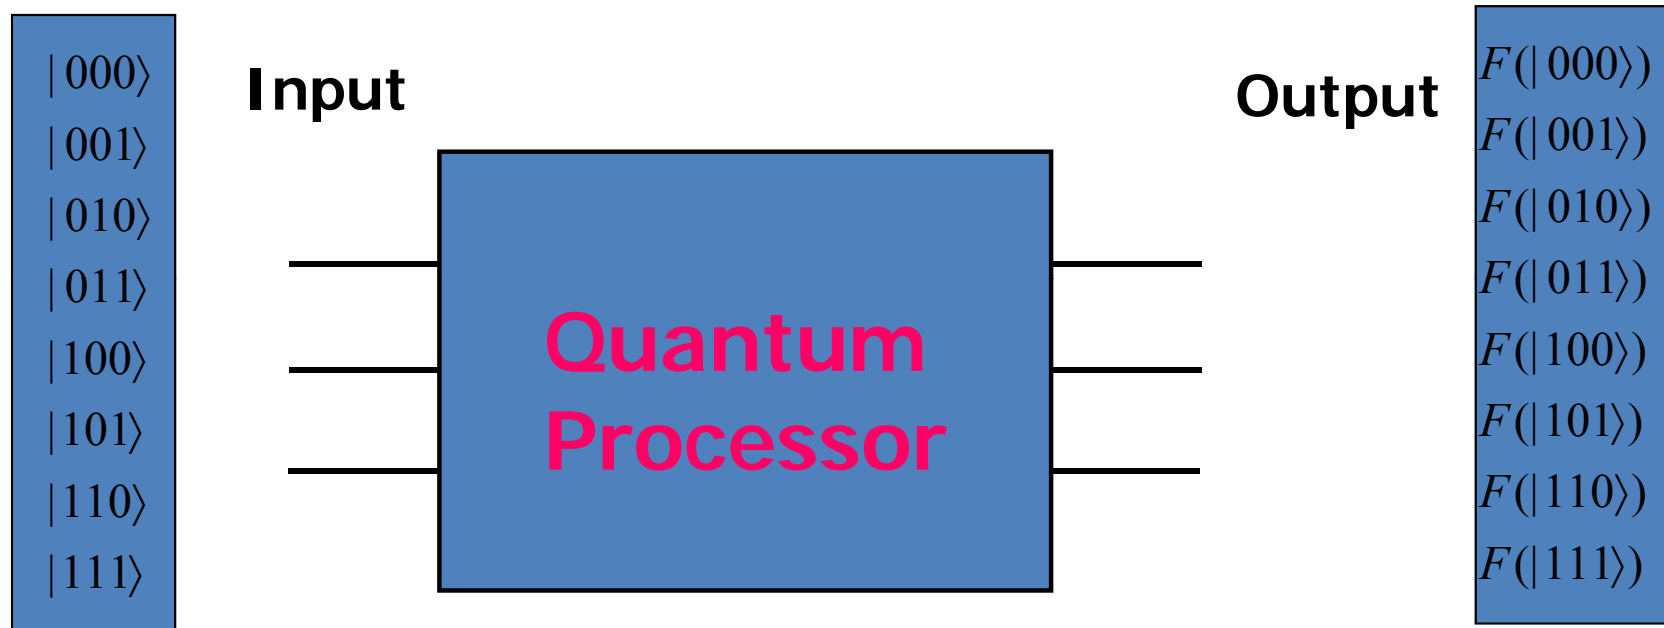 |000⟩
|001⟩
|010⟩
|011⟩
|100⟩
|101⟩
|110⟩
|111⟩
Input
Quantum
Processor
Output
F(|000⟩)
F(|001⟩)
F(|010⟩)
F(|011⟩)
F(|100⟩)
F(|101⟩)
F(|110⟩)
F(|111⟩)